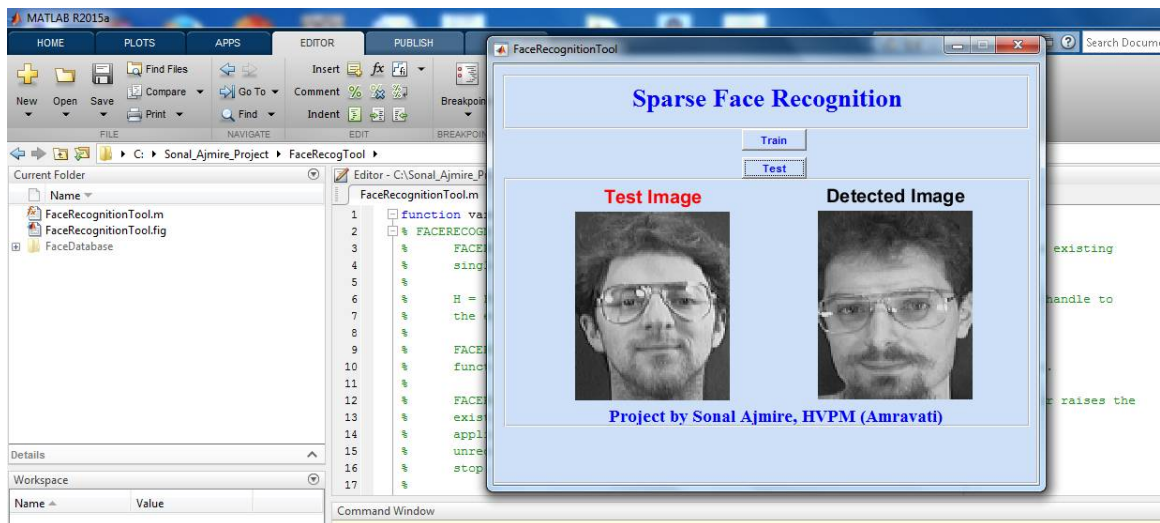 MATLAB R2015a
HOME PLOTS APPS EDITOR PUBLISH
Search Docume
New Open Save
Find Files
Compare
Print
Go To
Find
Insert
Comment
Indent
fx
Breakpoin
FILE NAVIGATE EDIT BREAKPOIN
C: Sonal_Ajmire_Project FaceRecogTool
Current Folder
Name
FaceRecognitionTool.m
FaceRecognitionTool.fig
FaceDatabase
Details
Workspace
Name Value
Editor - C:\Sonal_Ajmire_P
FaceRecognitionTool.m
1 function va
2 % FACERECOG
3 % FACE existing
4 % sing
5 %
6 % H = handle to
7 % the
8 %
9 % FACE
10 % func
11 %
12 % FACE r raises the
13 % exis
14 % appl
15 % unre
16 % stop
17 %
Command Window
FaceRecognitionTool
Sparse Face Recognition
Train
Test
Test Image
Detected Image
Project by Sonal Ajmire, HVPM (Amravati)